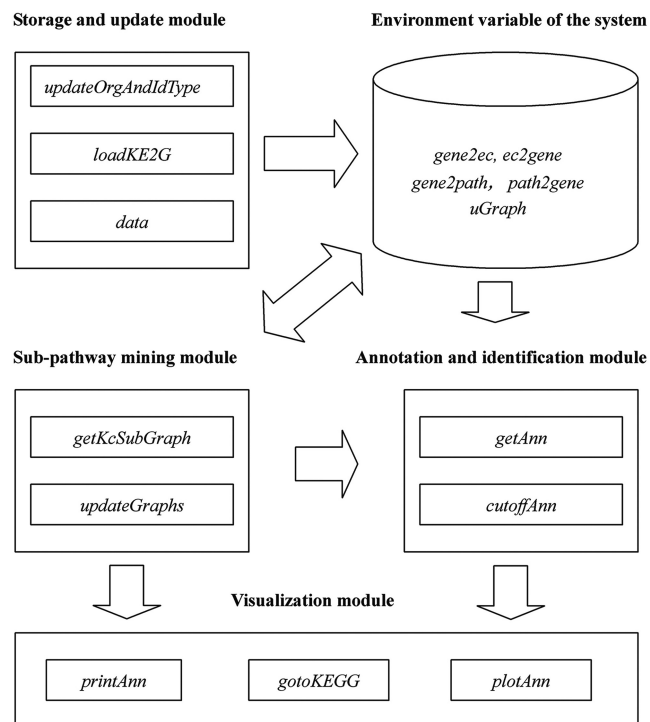 Storage and update module
Environment variable of the system
updateOrgAndIdType
loadKE2G
data
gene2ec, ec2gene
gene2path, path2gene
uGraph
Sub-pathway mining module
Annotation and identification module
getKcSubGraph
updateGraphs
getAnn
cutoffAnn
Visualization module
printAnn
gotoKEGG
plotAnn